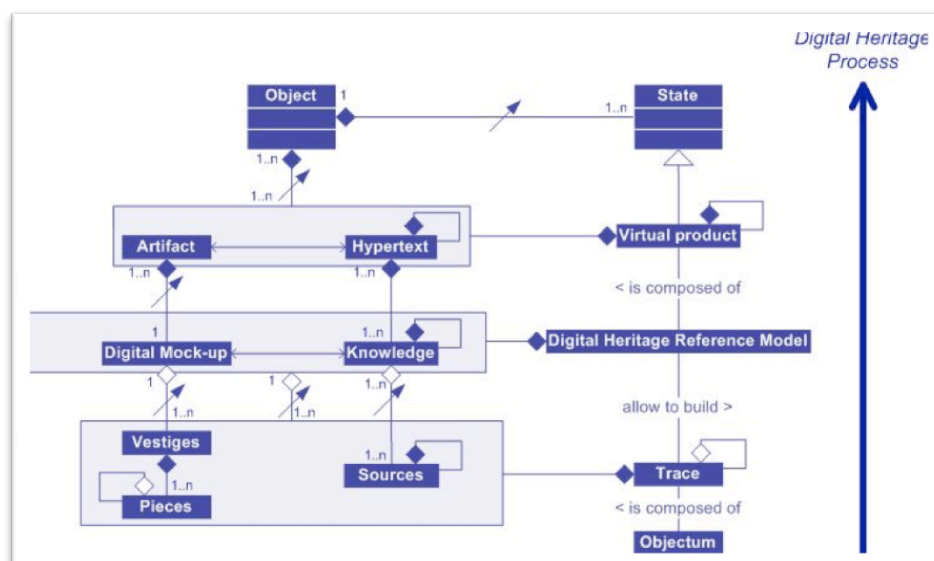 Digital Heritage
Process
Object
1
State
1..n
1..n
1..n
Artifact
Hypertext
Virtual product
1..n
1..n
< is composed of
1
1..n
Digital Mock-up
Knowledge
Digital Heritage Reference Model
1
1
1..n
1..n
1..n
allow to build >
Vestiges
1..n
1..n
Sources
Trace
Pieces
< is composed of
Objectum